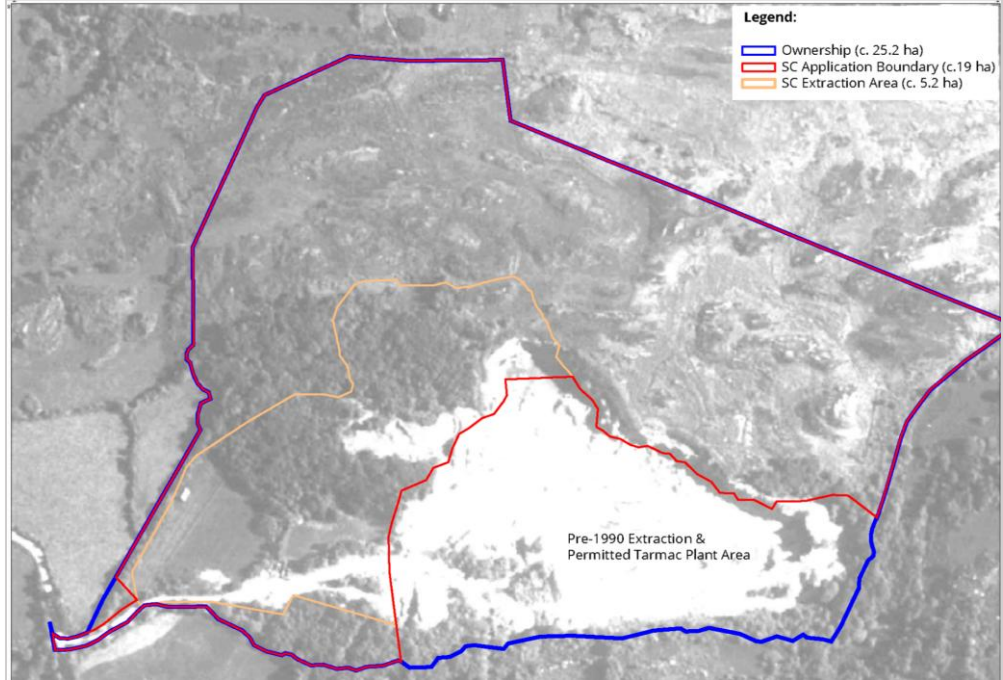 Legend:
Ownership (c. 25.2 ha)
SC Application Boundary (c.19 ha)
SC Extraction Area (c. 5.2 ha)
Pre-1990 Extraction &
Permitted Tarmac Plant Area